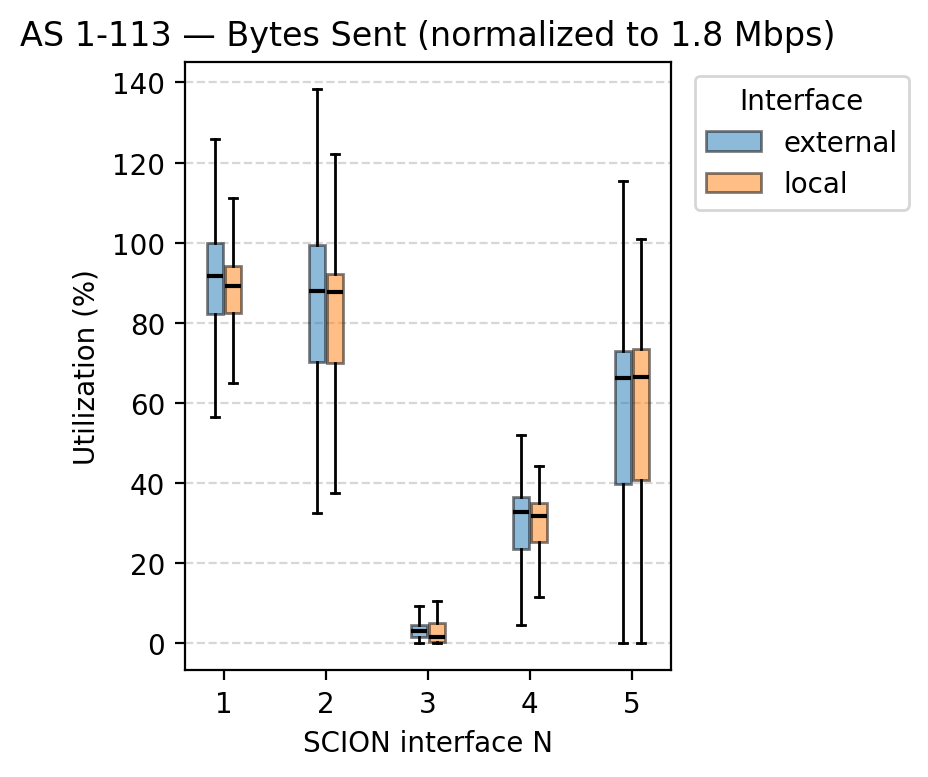 AS 1-113 — Bytes Sent (normalized to 1.8 Mbps)
Interface
external
local
Utilization (%)
140
120
100
80
60
40
20
0
1 2 3 4 5
SCION interface N